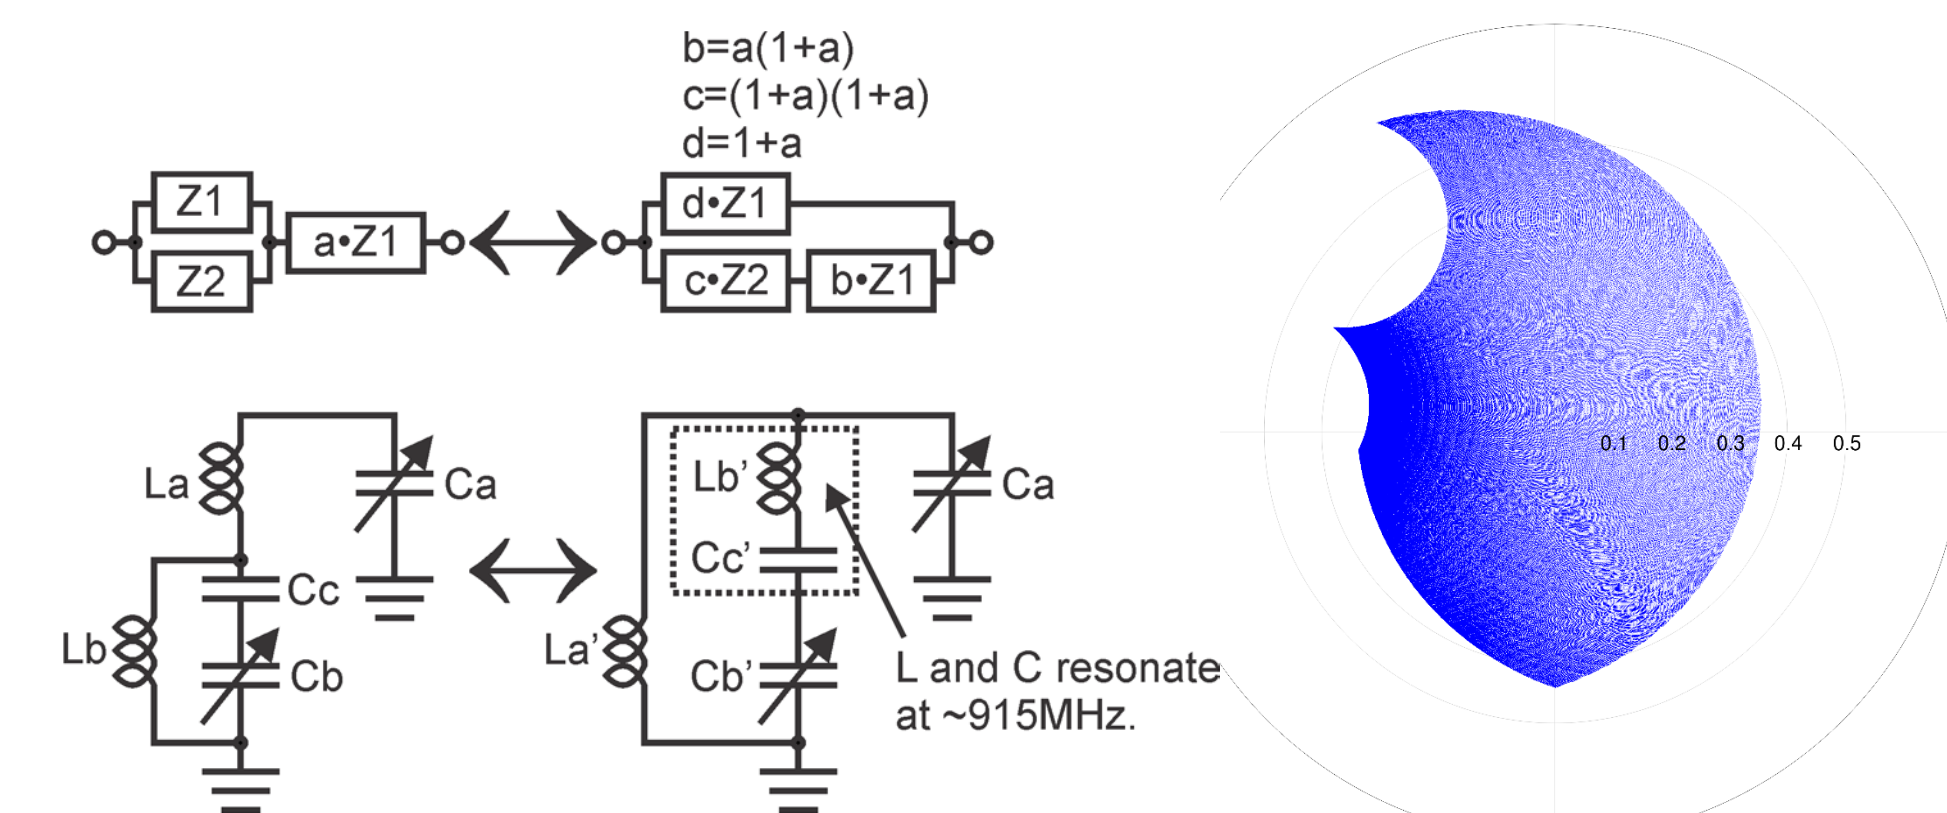 b=a(1+a)
c=(1+a)(1+a)
d=1+a
Z1
Z2
a•Z1
d•Z1
c•Z2
b•Z1
La
Ca
Cc
Lb
Cb
Lb’
Cc’
Ca
La’
Cb’
L and C resonate
at ~915MHz.
0.1 0.2 0.3 0.4 0.5